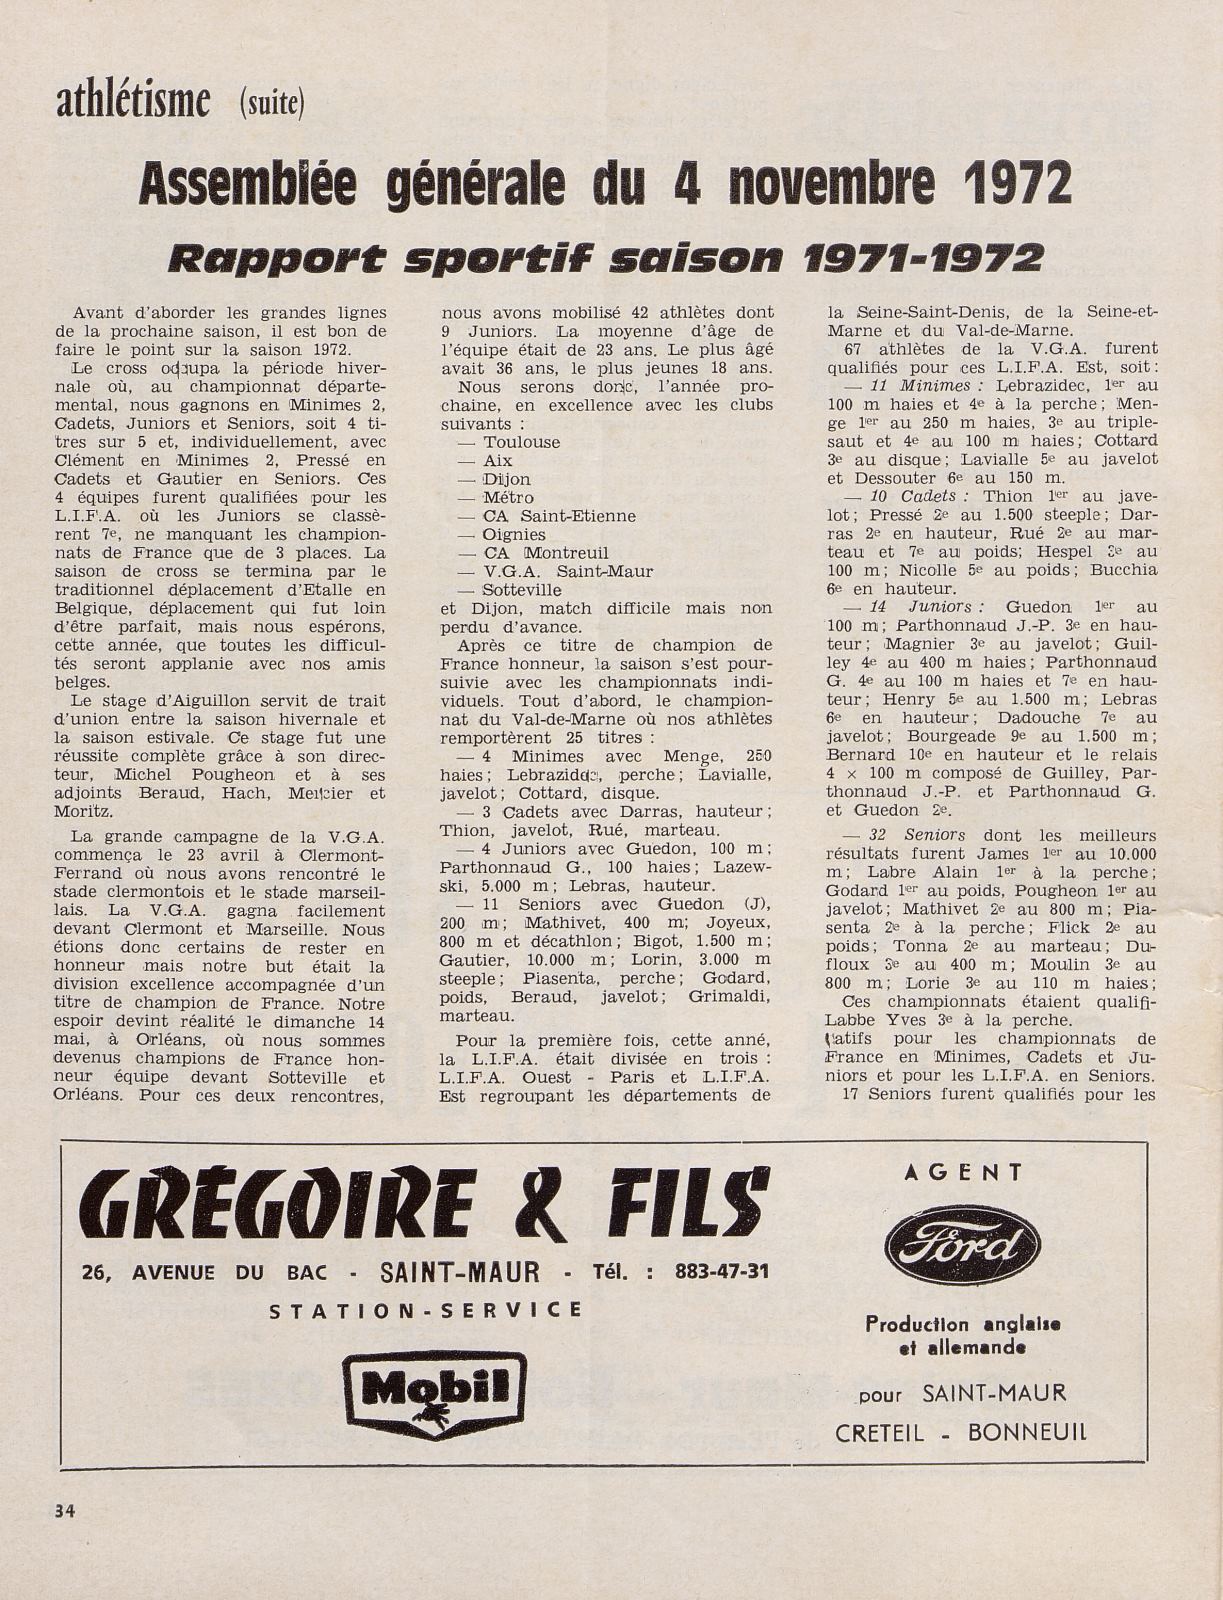 athlétisme (suite)
Assemblée générale du 4 novembre 1972
Rapport sportif saison 1971-1972
Avant d'aborder les grandes lignes
de la prochaine saison, il est bon de
faire le point sur la saison 1972.
Le cross occupa la période hiver-
nale où, au championnat départe-
mental, nous gagnons en Minimes 2,
Cadets, Juniors et Seniors, soit 4 ti-
tres sur 5 et, individuellement, avec
Clément en Minimes 2, Pressé en
Cadets et Gautier en Seniors. Ces
4 équipes furent qualifiées pour les
L.I.F.A. où les Juniors se classè-
rent 7e, ne manquant les champion-
nats de France que de 3 places. La
saison de cross se termina par le
traditionnel déplacement d'Etalle en
Belgique, déplacement qui fut loin
d'être parfait, mais nous espérons,
cette année, que toutes les difficul-
tés seront applanie avec nos amis
belges.
Le stage d'Aiguillon servit de trait
d'union entre la saison hivernale et
la saison estivale. Ce stage fut une
réussite complète grâce à son direc-
teur, Michel Pougheon et à ses
adjoints Beraud, Hach, Mercier et
Moritz.
La grande campagne de la V.G.A.
commença le 23 avril à Clermont-
Ferrand où nous avons rencontré le
stade clermontois et le stade marseil-
lais. La V.G.A. gagna facilement
devant Clermont et Marseille. Nous
étions donc certains de rester en
honneur mais notre but était la
division excellence accompagnée d'un
titre de champion de France. Notre
espoir devint réalité le dimanche 14
mai, à Orléans, où nous sommes
devenus champions de France hon-
neur équipe devant Sotteville et
Orléans. Pour ces deux rencontres,
nous avons mobilisé 42 athlètes dont
9 Juniors. La moyenne d'âge de
l'équipe était de 23 ans. Le plus âgé
avait 36 ans, le plus jeunes 18 ans.
Nous serons donc, l'année pro-
chaine, en excellence avec les clubs
suivants :
— Toulouse
— Aix
— Dijon
— Métro
— CA Saint-Etienne
— Oignies
— CA Montreuil
— V.G.A. Saint-Maur
— Sotteville
et Dijon, match difficile mais non
perdu d'avance.
Après ce titre de champion de
France honneur, la saison s'est pour-
suivie avec les championnats indi-
viduels. Tout d'abord, le champion-
nat du Val-de-Marne où nos athlètes
remportèrent 25 titres :
— 4 Minimes avec Menge, 250
haies ; Lebrazidec, perche ; Lavialle,
javelot ; Cottard, disque.
— 3 Cadets avec Darras, hauteur ;
Thion, javelot, Rué, marteau.
— 4 Juniors avec Guedon, 100 m ;
Parthonnaud G., 100 haies ; Lazew-
ski, 5.000 m ; Lebras, hauteur.
— 11 Seniors avec Guedon (J),
200 m ; Mathivet, 400 m; Joyeux,
800 m et décathlon ; Bigot, 1.500 m ;
Gautier, 10.000 m ; Lorin, 3.000 m
steeple ; Piasenta, perche ; Godard,
poids, Beraud, javelot ; Grimaldi,
marteau.
Pour la première fois, cette année,
la L.I.F.A. était divisée en trois :
L.I.F.A. Ouest - Paris et L.I.F.A.
Est regroupant les départements de
la Seine-Saint-Denis, de la Seine-et-
Marne et du Val-de-Marne.
67 athlètes de la V.G.A. furent
qualifiés pour ces L.I.F.A. Est, soit :
— 11 Minimes : Lebrazidec, 1er au
100 m haies et 4e à la perche ; Men-
ge 1er au 250 m haies, 3e au triple-
saut et 4e au 100 m haies ; Cottard
3e au disque ; Lavialle 5e au javelot
et Dessouter 6e au 150 m.
— 10 Cadets : Thion 1er au jave-
lot ; Pressé 2e au 1.500 steeple ; Dar-
ras 2e en hauteur, Rué 2e au mar-
teau et 7e au poids; Hespel 3e au
100 m ; Nicolle 5e au poids ; Bucchia
6e en hauteur.
— 14 Juniors : Guedon 1er au
100 m ; Parthonnaud J.-P. 3e en hau-
teur ; Magnier 3e au javelot ; Guil-
ley 4e au 400 m haies ; Parthonnaud
G. 4e au 100 m haies et 7e en hau-
teur ; Henry 5e au 1.500 m ; Lebras
6e en hauteur ; Dadouche 7e au
javelot ; Bourgeade 9e au 1.500 m ;
Bernard 10e en hauteur et le relais
4 × 100 m composé de Guilley, Par-
thonnaud J.-P. et Parthonnaud G.
et Guedon 2e.
— 32 Seniors dont les meilleurs
résultats furent James 1er au 10.000
m ; Labre Alain 1er à la perche ;
Godard 1er au poids, Pougheon 1er au
javelot ; Mathivet 2e au 800 m ; Pia-
senta 2e à la perche ; Flick 2e au
poids ; Tonna 2e au marteau ; Du-
floux 3e au 400 m ; Moulin 3e au
800 m ; Lorie 3e au 110 m haies ;
Ces championnats étaient qualifi-
Labbe Yves 3e à la perche.
catifs pour les championnats de
France en Minimes, Cadets et Ju-
niors et pour les L.I.F.A. en Seniors.
17 Seniors furent qualifiés pour les
GRÉGOIRE & FILS
26, AVENUE DU BAC - SAINT-MAUR - Tél. : 883-47-31
STATION-SERVICE
Mobil
AGENT
Ford
Production anglaise
et allemande
pour SAINT-MAUR
CRETEIL - BONNEUIL
34